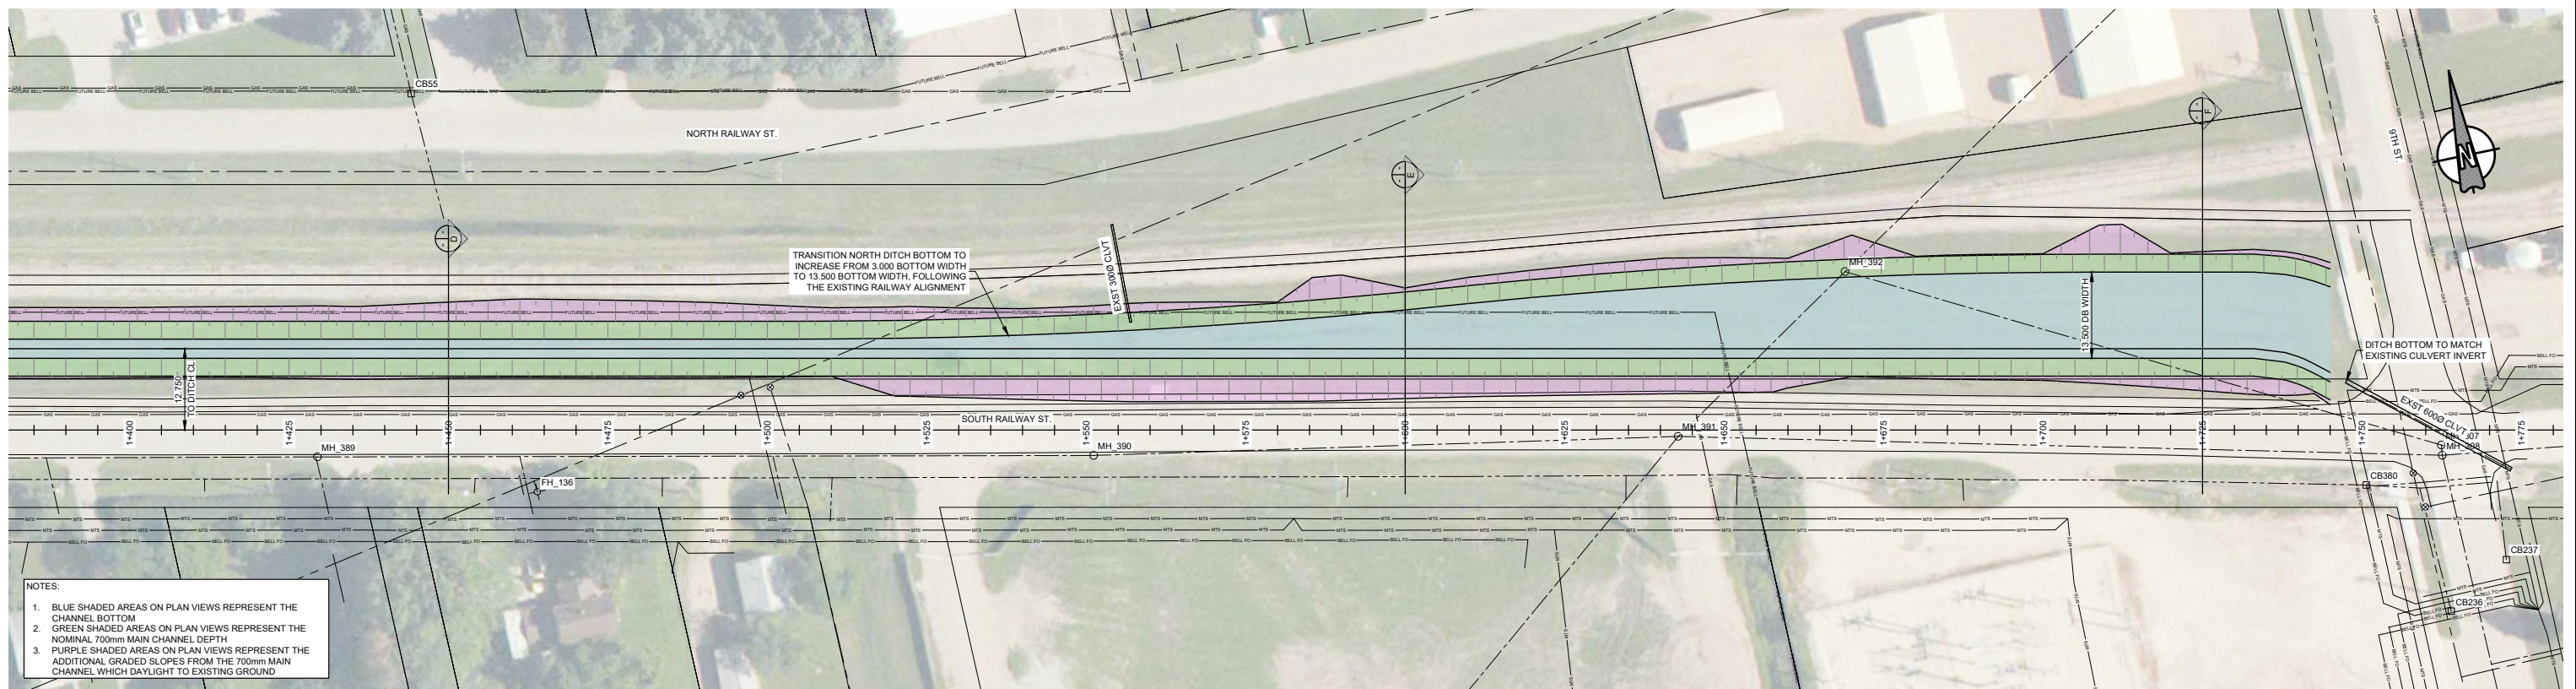 CB55
NORTH RAILWAY ST.
9TH ST.
N
D
E
F
TRANSITION NORTH DITCH BOTTOM TO
INCREASE FROM 3.000 BOTTOM WIDTH
TO 13.500 BOTTOM WIDTH, FOLLOWING
THE EXISTING RAILWAY ALIGNMENT
EXST 300Ø CLVT
MH_392
13.500 DB WIDTH
DITCH BOTTOM TO MATCH
EXISTING CULVERT INVERT
12.750
TO DITCH CL
FUTURE BELL
GAS
SOUTH RAILWAY ST.
EXST 600Ø CLVT
1+400
1+425
1+450
1+475
1+500
1+525
1+550
1+575
1+600
1+625
1+650
1+675
1+700
1+725
1+750
1+775
MH_389
MH_390
MH_391
MH_308
FH_136
CB380
CB237
CB236
MTS
BELL FO
NOTES:
1. BLUE SHADED AREAS ON PLAN VIEWS REPRESENT THE
CHANNEL BOTTOM
2. GREEN SHADED AREAS ON PLAN VIEWS REPRESENT THE
NOMINAL 700mm MAIN CHANNEL DEPTH
3. PURPLE SHADED AREAS ON PLAN VIEWS REPRESENT THE
ADDITIONAL GRADED SLOPES FROM THE 700mm MAIN
CHANNEL WHICH DAYLIGHT TO EXISTING GROUND